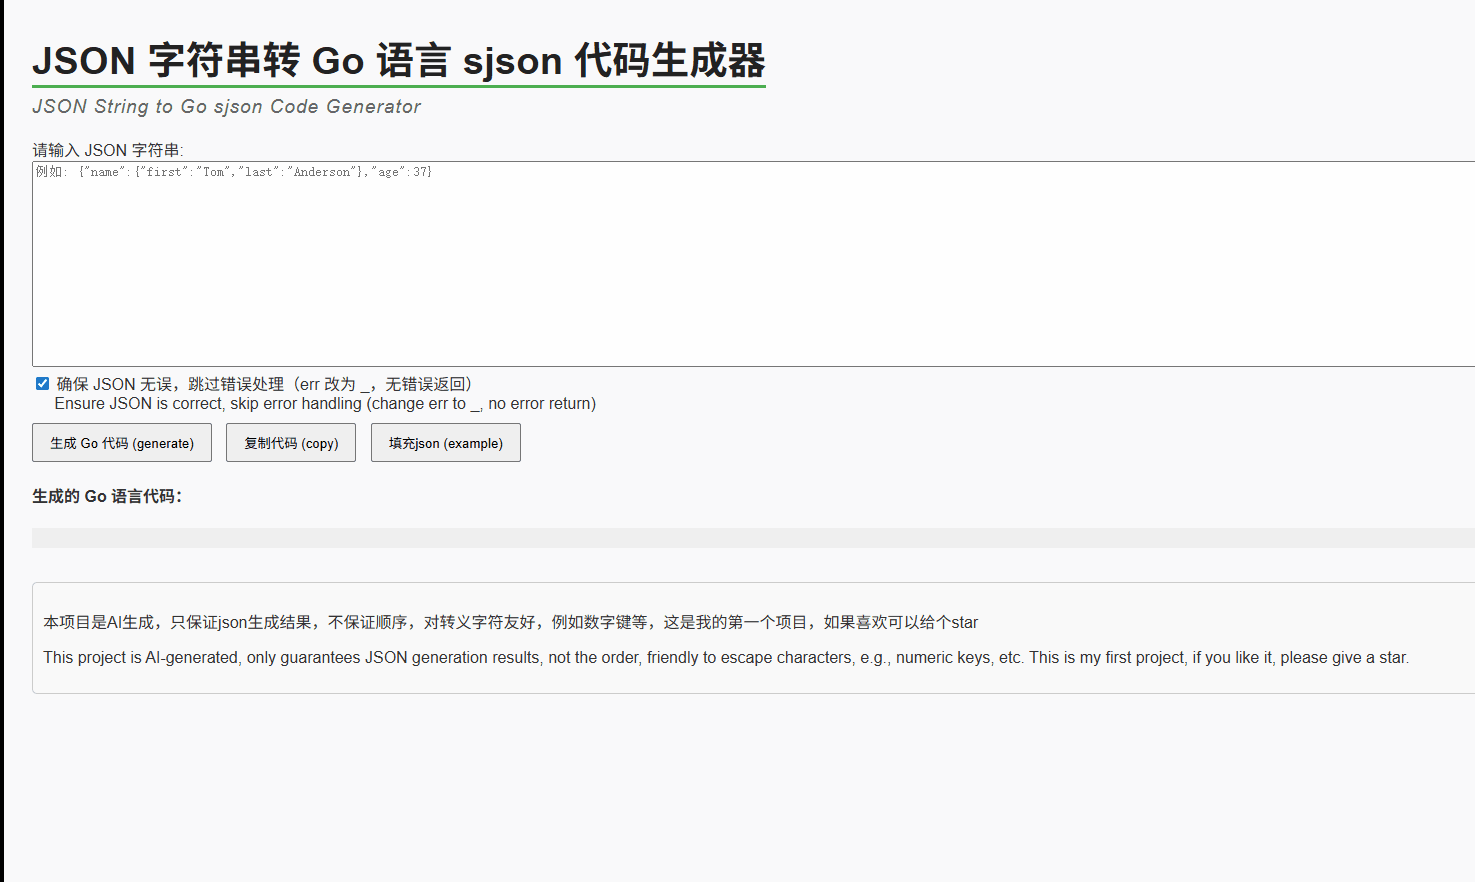 JSON 字符串转 Go 语言 sjson 代码生成器
JSON String to Go sjson Code Generator
请输入 JSON 字符串:
例如: {"name":{"first":"Tom","last":"Anderson"},"age":37}
确保 JSON 无误，跳过错误处理（err 改为 _，无错误返回）
Ensure JSON is correct, skip error handling (change err to _, no error return)
生成 Go 代码 (generate)
复制代码 (copy)
填充json (example)
生成的 Go 语言代码：
本项目是AI生成，只保证json生成结果，不保证顺序，对转义字符友好，例如数字键等，这是我的第一个项目，如果喜欢可以给个star
This project is AI-generated, only guarantees JSON generation results, not the order, friendly to escape characters, e.g., numeric keys, etc. This is my first project, if you like it, please give a star.